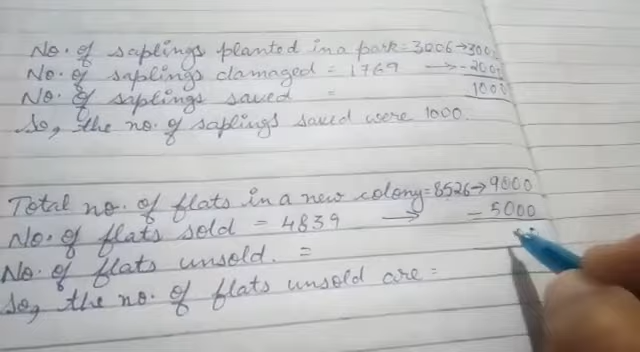 No. of saplings planted in a park = 3006 → 300
No. of saplings damaged = 1769 → - 200
No. of saplings saved = 1000
So, the no. of saplings saved were 1000.
Total no. of flats in a new colony = 8526 → 9000
No. of flats sold = 4839 → - 5000
No. of flats unsold. =
So, the no. of flats unsold are =